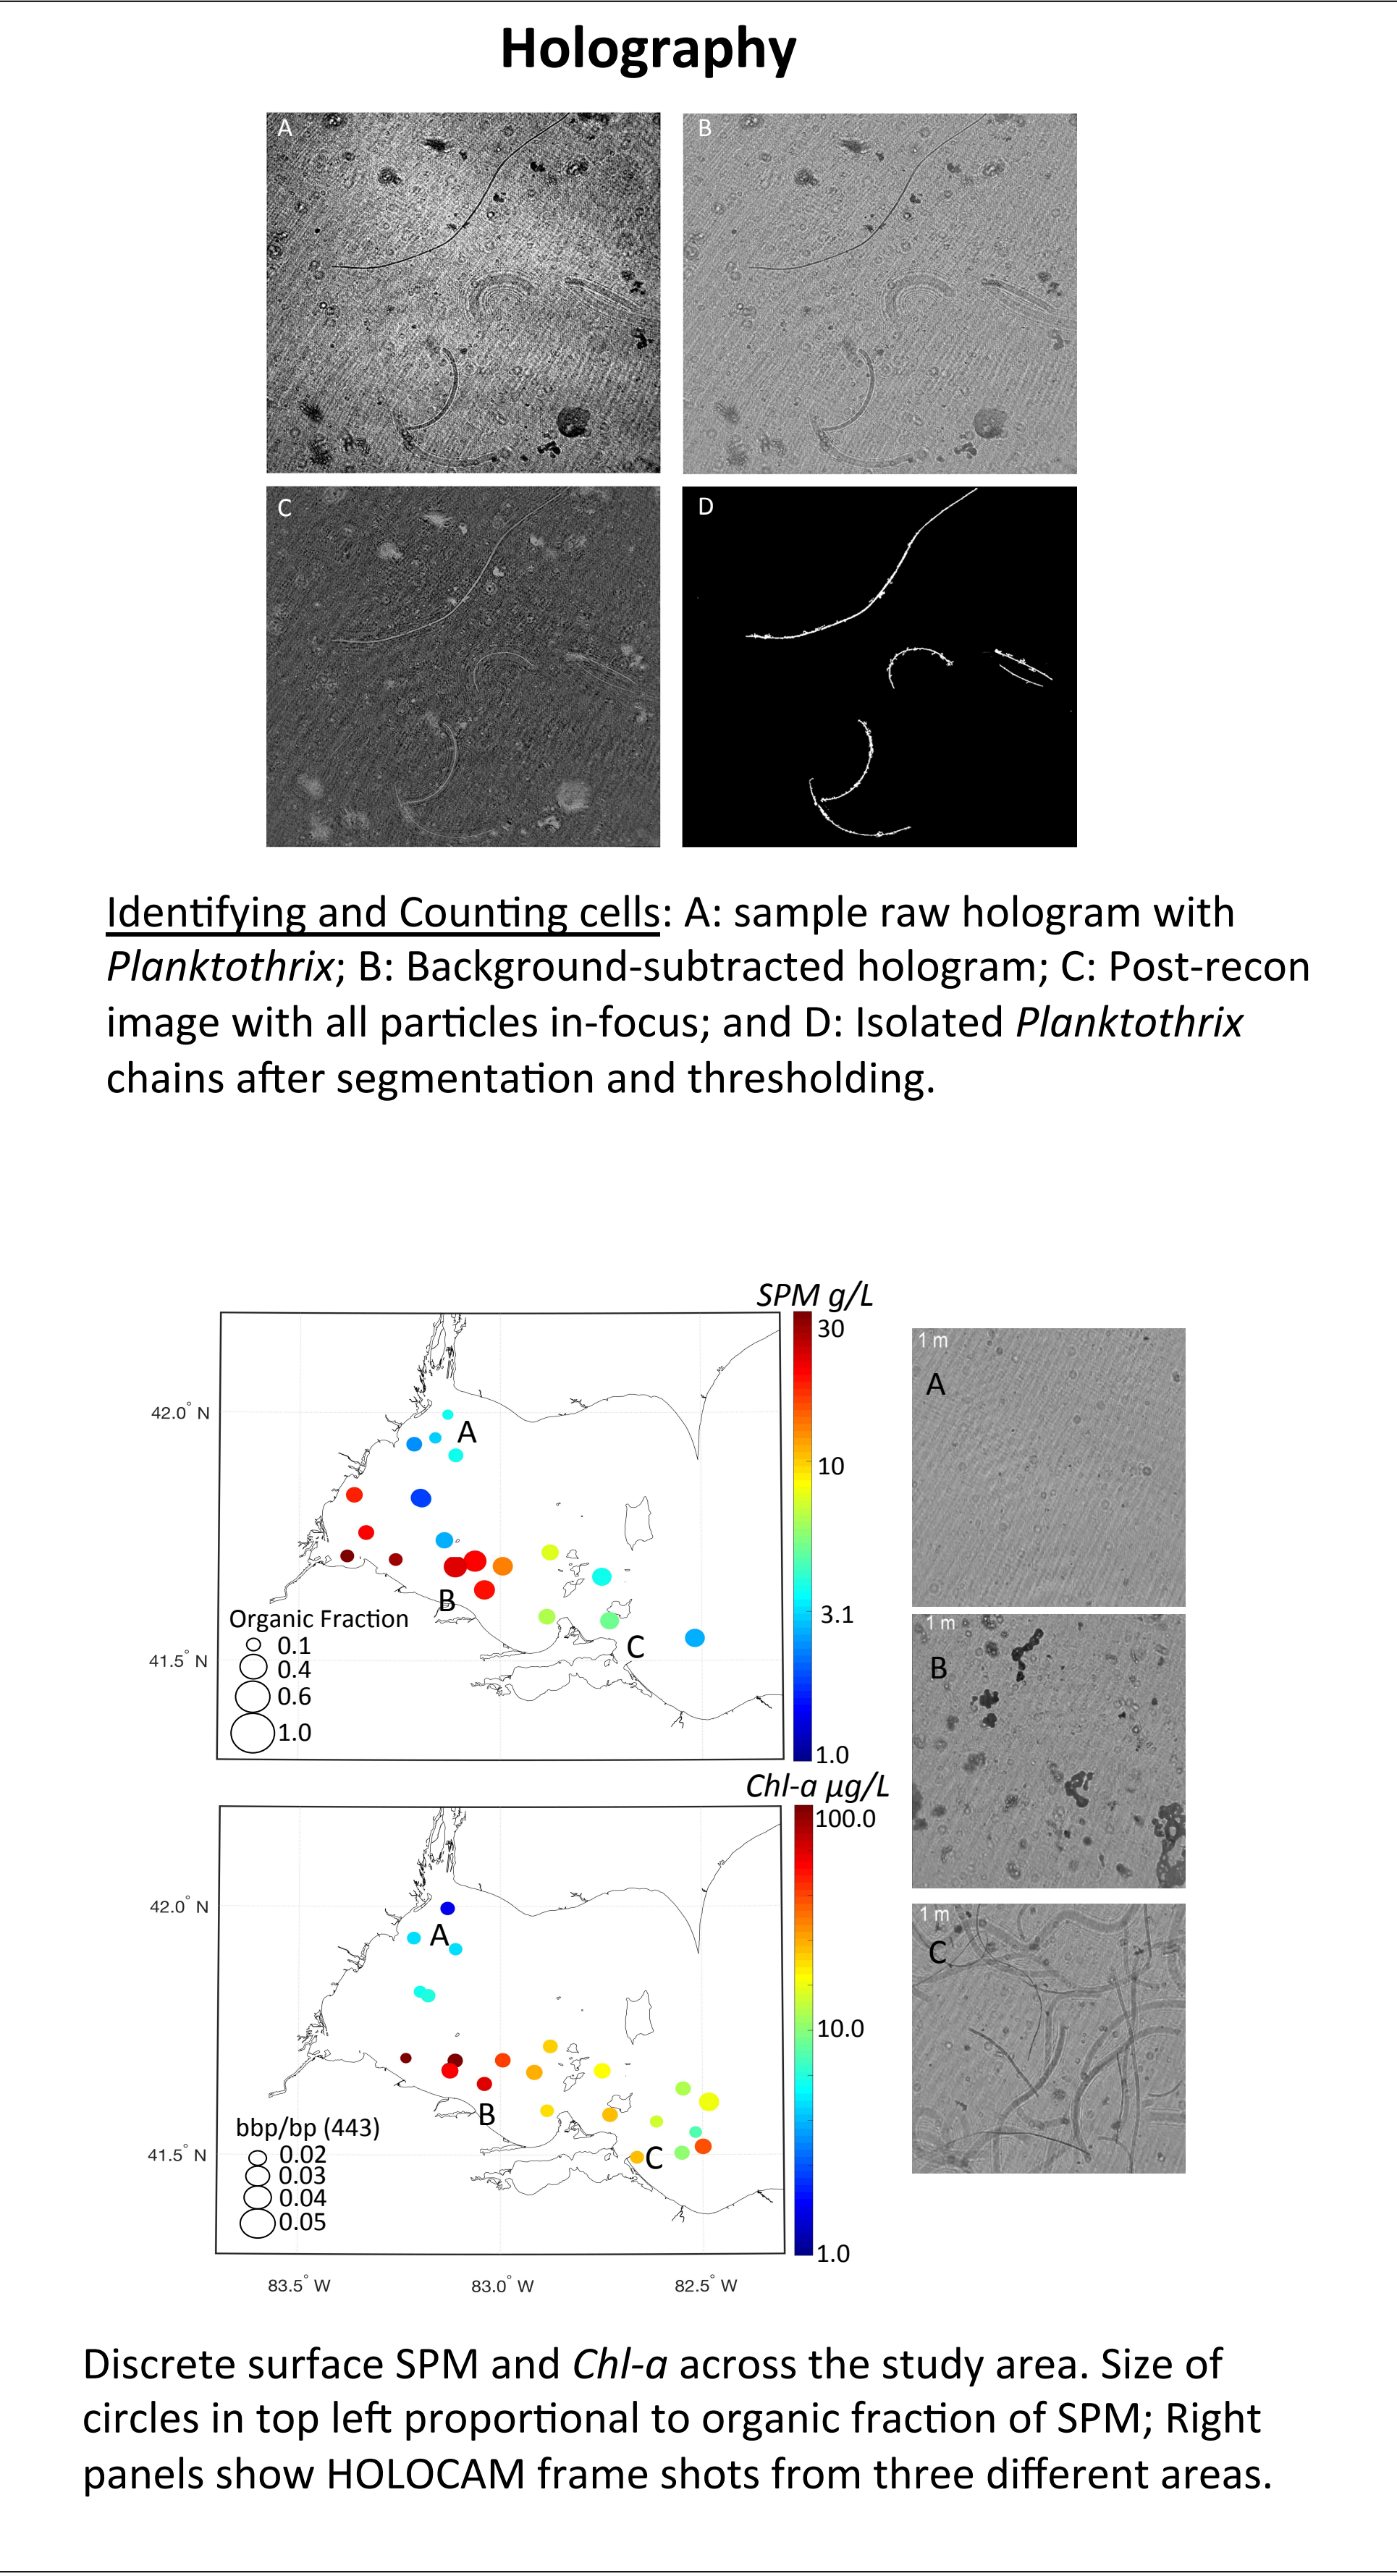 Holography
A
B
C
D
Identifying and Counting cells: A: sample raw hologram with
Planktothrix; B: Background-subtracted hologram; C: Post-recon
image with all particles in-focus; and D: Isolated Planktothrix
chains after segmentation and thresholding.
SPM g/L
30
10
3.1
1.0
42.0° N
41.5° N
A
B
C
Organic Fraction
0.1
0.4
0.6
1.0
1 m
A
1 m
B
1 m
C
Chl-a µg/L
100.0
10.0
1.0
42.0° N
41.5° N
A
B
C
bbp/bp (443)
0.02
0.03
0.04
0.05
83.5° W
83.0° W
82.5° W
Discrete surface SPM and Chl-a across the study area. Size of
circles in top left proportional to organic fraction of SPM; Right
panels show HOLOCAM frame shots from three different areas.